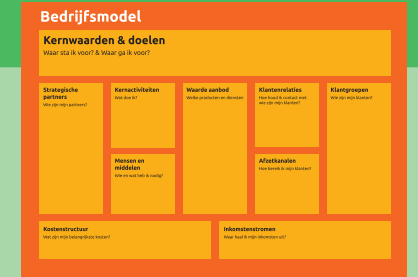 Bedrijfsmodel
Kernwaarden & doelen
Waar sta ik voor? & Waar ga ik voor?
Strategische
partners
Wie zijn mijn partners?
Kernactiviteiten
Wat doe ik?
Mensen en
middelen
Wie en wat heb ik nodig?
Waarde aanbod
Welke producten en diensten
Klantenrelaties
Hoe houd ik contact met
wie zijn mijn klanten?
Afzetkanalen
Hoe bereik ik mijn klanten?
Klantgroepen
Wie zijn mijn klanten?
Kostenstructuur
Wat zijn mijn belangrijkste kosten?
Inkomstenstromen
Waar haal ik mijn inkomsten uit?